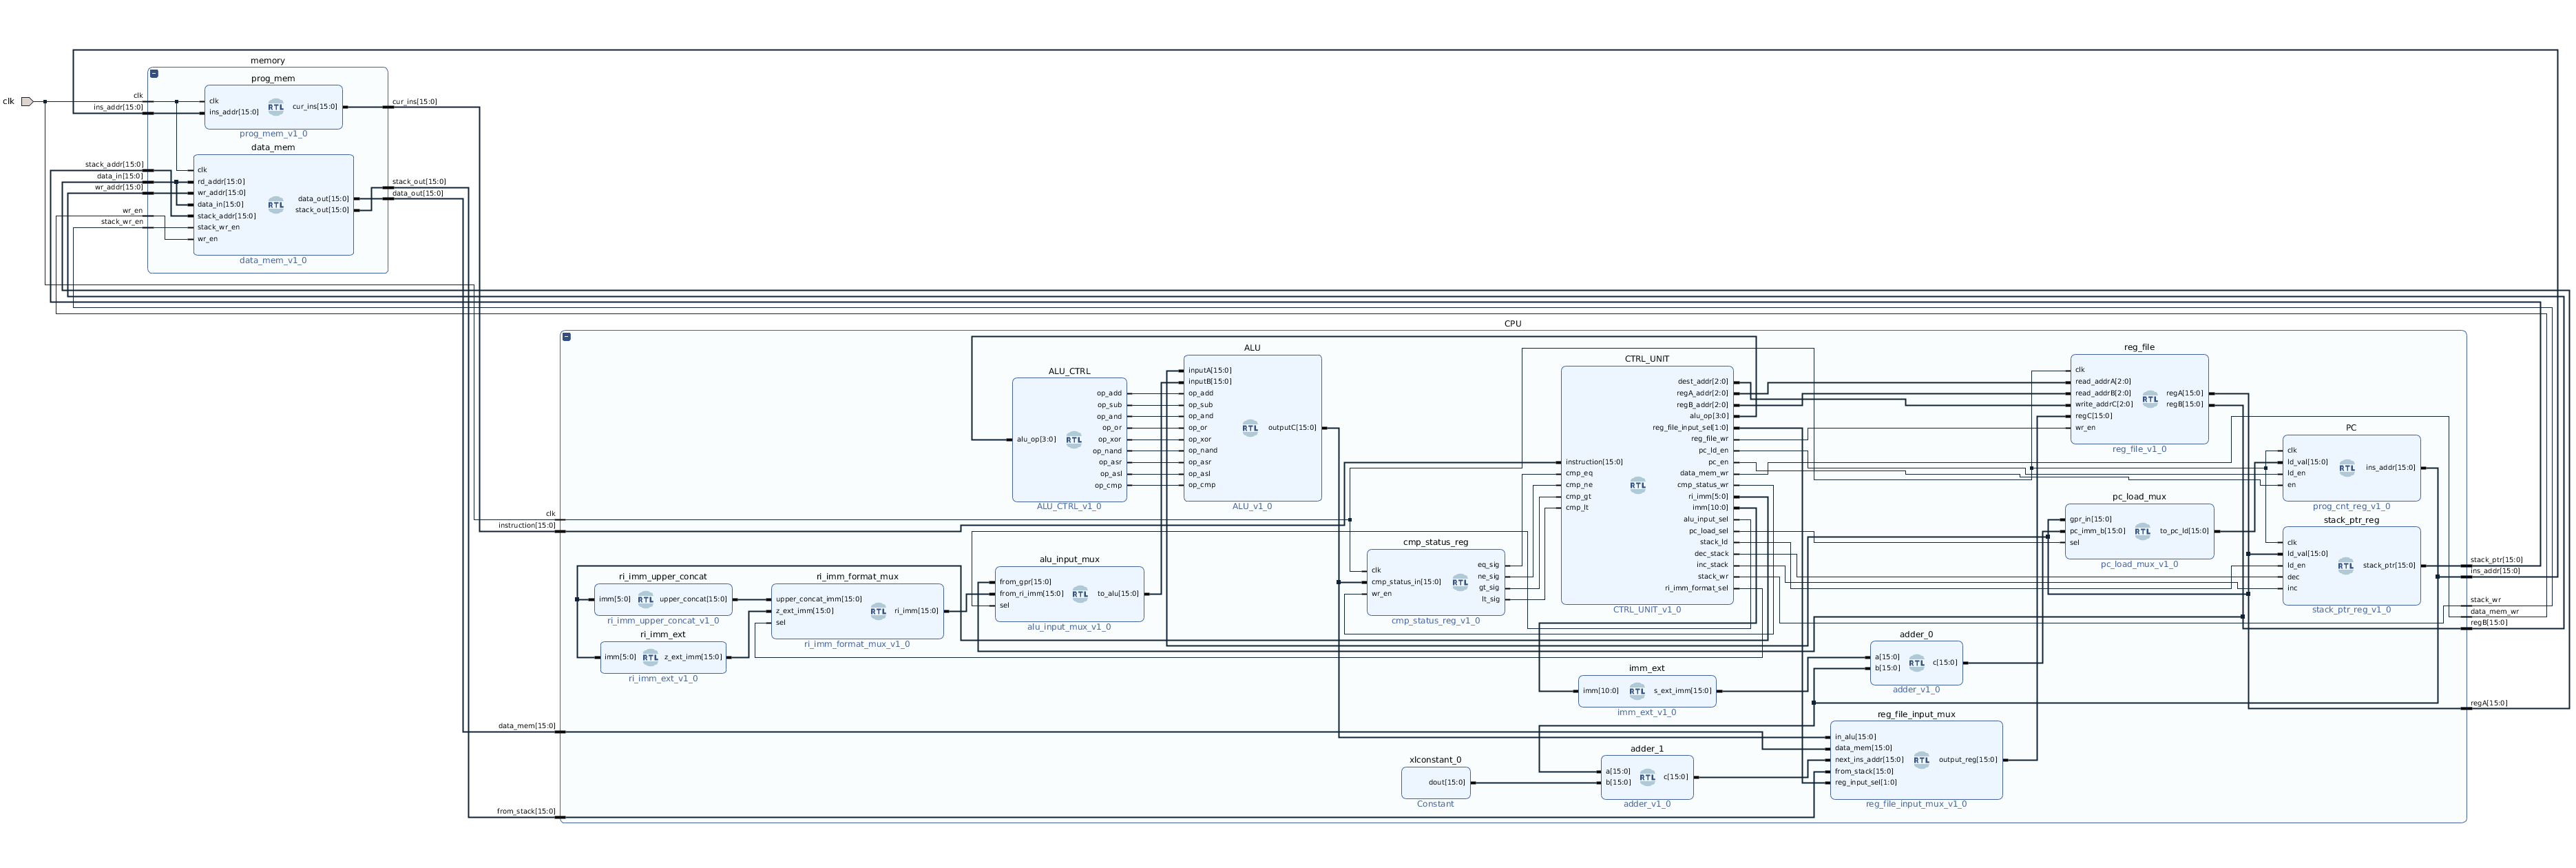 memory
prog_mem
clk
clk
ins_addr[15:0]
clk
ins_addr[15:0]
RTL
cur_ins[15:0]
cur_ins[15:0]
prog_mem_v1_0
data_mem
stack_addr[15:0]
data_in[15:0]
wr_addr[15:0]
wr_en
stack_wr_en
clk
rd_addr[15:0]
wr_addr[15:0]
data_in[15:0]
stack_addr[15:0]
stack_wr_en
wr_en
RTL
data_out[15:0]
stack_out[15:0]
stack_out[15:0]
data_out[15:0]
data_mem_v1_0
CPU
clk
instruction[15:0]
data_mem[15:0]
from_stack[15:0]
ALU_CTRL
alu_op[3:0]
RTL
op_add
op_sub
op_and
op_or
op_xor
op_nand
op_asr
op_asl
op_cmp
ALU_CTRL_v1_0
ALU
inputA[15:0]
inputB[15:0]
op_add
op_sub
op_and
op_or
op_xor
op_nand
op_asr
op_asl
op_cmp
RTL
outputC[15:0]
ALU_v1_0
CTRL_UNIT
instruction[15:0]
cmp_eq
cmp_ne
cmp_gt
cmp_lt
RTL
dest_addr[2:0]
regA_addr[2:0]
regB_addr[2:0]
alu_op[3:0]
reg_file_input_sel[1:0]
reg_file_wr
pc_ld_en
pc_en
data_mem_wr
cmp_status_wr
ri_imm[5:0]
imm[10:0]
alu_input_sel
pc_load_sel
stack_ld
dec_stack
inc_stack
stack_wr
ri_imm_format_sel
CTRL_UNIT_v1_0
reg_file
clk
read_addrA[2:0]
read_addrB[2:0]
write_addrC[2:0]
regC[15:0]
wr_en
RTL
regA[15:0]
regB[15:0]
reg_file_v1_0
PC
clk
ld_val[15:0]
ld_en
en
RTL
ins_addr[15:0]
prog_cnt_reg_v1_0
pc_load_mux
gpr_in[15:0]
pc_imm_b[15:0]
sel
RTL
to_pc_ld[15:0]
pc_load_mux_v1_0
stack_ptr_reg
clk
ld_val[15:0]
ld_en
dec
inc
RTL
stack_ptr[15:0]
stack_ptr_reg_v1_0
stack_ptr[15:0]
ins_addr[15:0]
stack_wr
data_mem_wr
regB[15:0]
regA[15:0]
ri_imm_upper_concat
imm[5:0]
RTL
upper_concat[15:0]
ri_imm_upper_concat_v1_0
ri_imm_ext
imm[5:0]
RTL
z_ext_imm[15:0]
ri_imm_ext_v1_0
ri_imm_format_mux
upper_concat_imm[15:0]
z_ext_imm[15:0]
sel
RTL
ri_imm[15:0]
ri_imm_format_mux_v1_0
alu_input_mux
from_gpr[15:0]
from_ri_imm[15:0]
sel
RTL
to_alu[15:0]
alu_input_mux_v1_0
cmp_status_reg
clk
cmp_status_in[15:0]
wr_en
RTL
eq_sig
ne_sig
gt_sig
lt_sig
cmp_status_reg_v1_0
adder_0
a[15:0]
b[15:0]
RTL
c[15:0]
adder_v1_0
imm_ext
imm[10:0]
RTL
s_ext_imm[15:0]
imm_ext_v1_0
reg_file_input_mux
in_alu[15:0]
data_mem[15:0]
next_ins_addr[15:0]
from_stack[15:0]
reg_input_sel[1:0]
RTL
output_reg[15:0]
reg_file_input_mux_v1_0
adder_1
a[15:0]
b[15:0]
RTL
c[15:0]
adder_v1_0
xlconstant_0
dout[15:0]
Constant